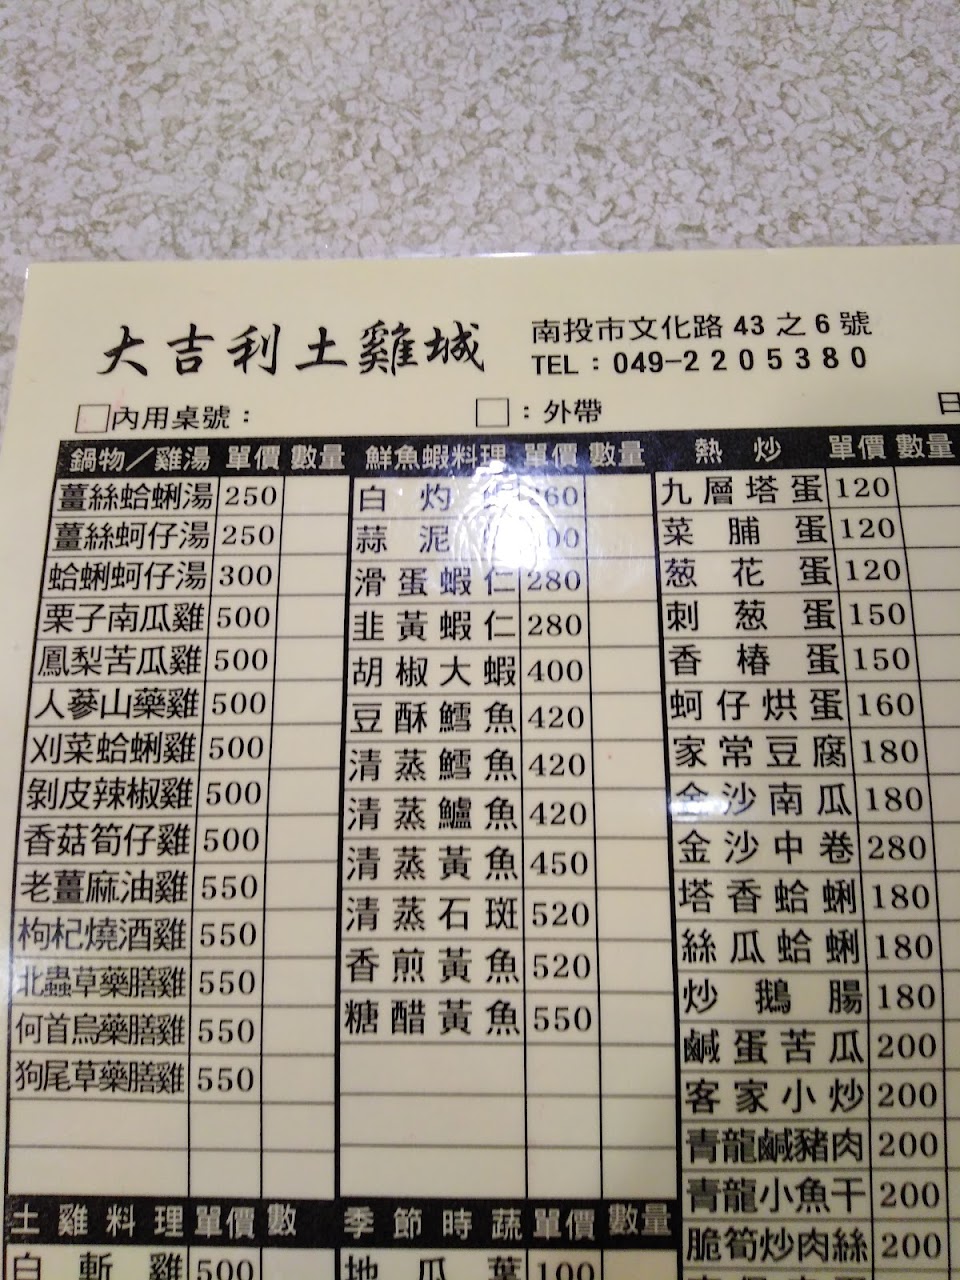 大吉利土雞城
南投市文化路 43 之 6 號
TEL：049-2205380
內用桌號：
：外帶
日
鍋物／雞湯 單價 數量
薑絲蛤蜊湯 250
薑絲蚵仔湯 250
蛤蜊蚵仔湯 300
栗子南瓜雞 500
鳳梨苦瓜雞 500
人蔘山藥雞 500
刈菜蛤蜊雞 500
剝皮辣椒雞 500
香菇筍仔雞 500
老薑麻油雞 550
枸杞燒酒雞 550
北蟲草藥膳雞 550
何首烏藥膳雞 550
狗尾草藥膳雞 550
土雞料理 單價 數
白斬雞 500
鮮魚蝦料理 單價 數量
白灼 60
蒜泥 00
滑蛋蝦仁 280
韭黃蝦仁 280
胡椒大蝦 400
豆酥鱈魚 420
清蒸鱈魚 420
清蒸鱸魚 420
清蒸黃魚 450
清蒸石斑 520
香煎黃魚 520
糖醋黃魚 550
季節時蔬 單價 數量
地瓜葉 100
熱炒 單價 數量
九層塔蛋 120
菜脯蛋 120
葱花蛋 120
刺葱蛋 150
香椿蛋 150
蚵仔烘蛋 160
家常豆腐 180
金沙南瓜 180
金沙中卷 280
塔香蛤蜊 180
絲瓜蛤蜊 180
炒鵝腸 180
鹹蛋苦瓜 200
客家小炒 200
青龍鹹豬肉 200
青龍小魚干 200
脆筍炒肉絲 200